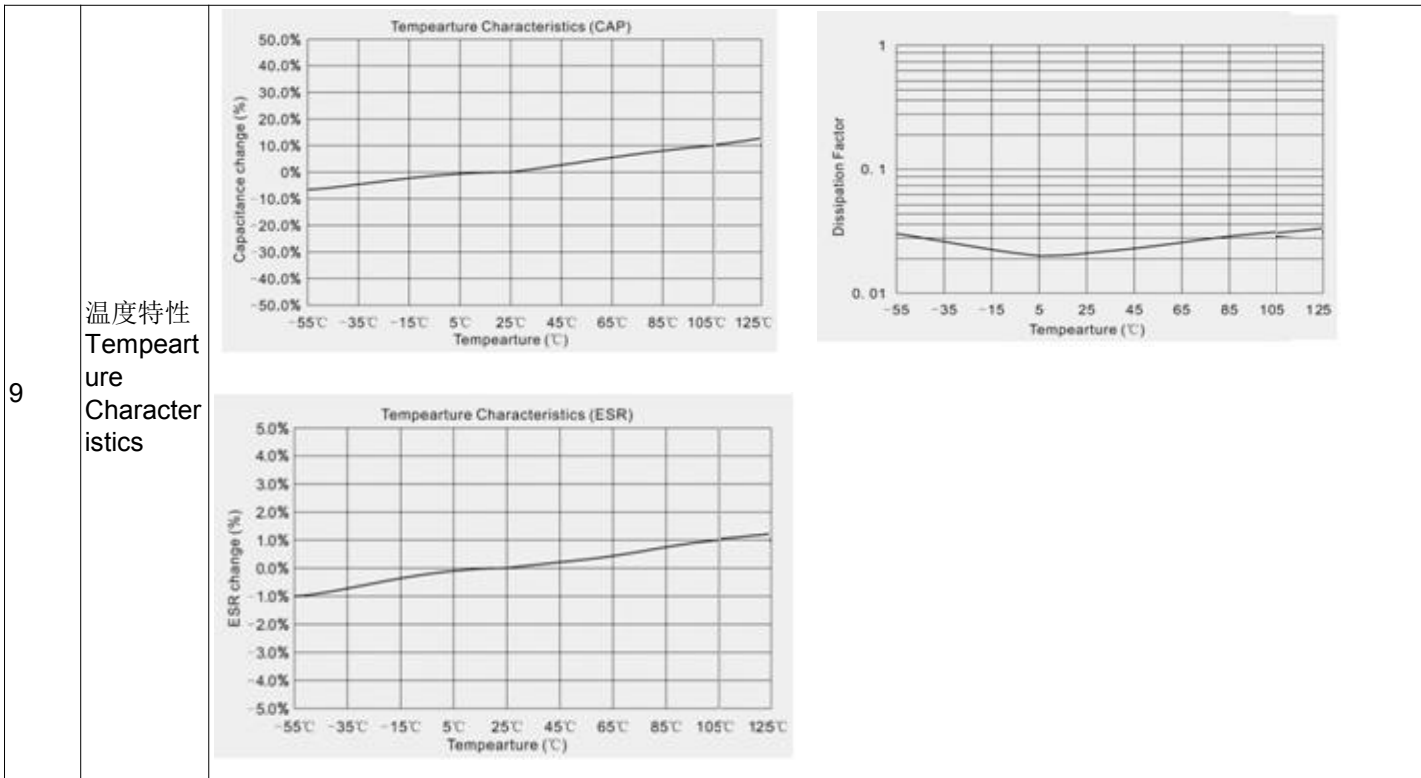 9
温度特性
Tempeart
ure
Character
istics
Tempearture Characteristics (CAP)
Capacitance change (%)
50.0%
40.0%
30.0%
20.0%
10.0%
0%
-10.0%
-20.0%
-30.0%
-40.0%
-50.0%
-55℃ -35℃ -15℃ 5℃ 25℃ 45℃ 65℃ 85℃ 105℃ 125℃
Tempearture (℃)
Dissipation Factor
1
0. 1
0. 01
-55 -35 -15 5 25 45 65 85 105 125
Tempearture (℃)
Tempearture Characteristics (ESR)
ESR change (%)
5.0%
4.0%
3.0%
2.0%
1.0%
0.0%
-1.0%
-2.0%
-3.0%
-4.0%
-5.0%
-55℃ -35℃ -15℃ 5℃ 25℃ 45℃ 65℃ 85℃ 105℃ 125℃
Tempearture (℃)